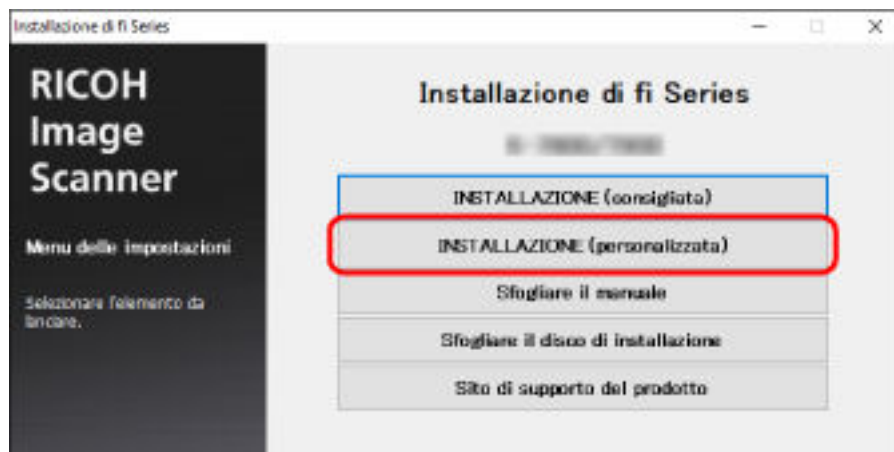 Installazione di fi Series
RICOH
Image
Scanner
Menu delle impostazioni
Selezionare l'elemento da
lanciare.
Installazione di fi Series
INSTALLAZIONE (consigliata)
INSTALLAZIONE (personalizzata)
Sfogliare il manuale
Sfogliare il disco di installazione
Sito di supporto del prodotto